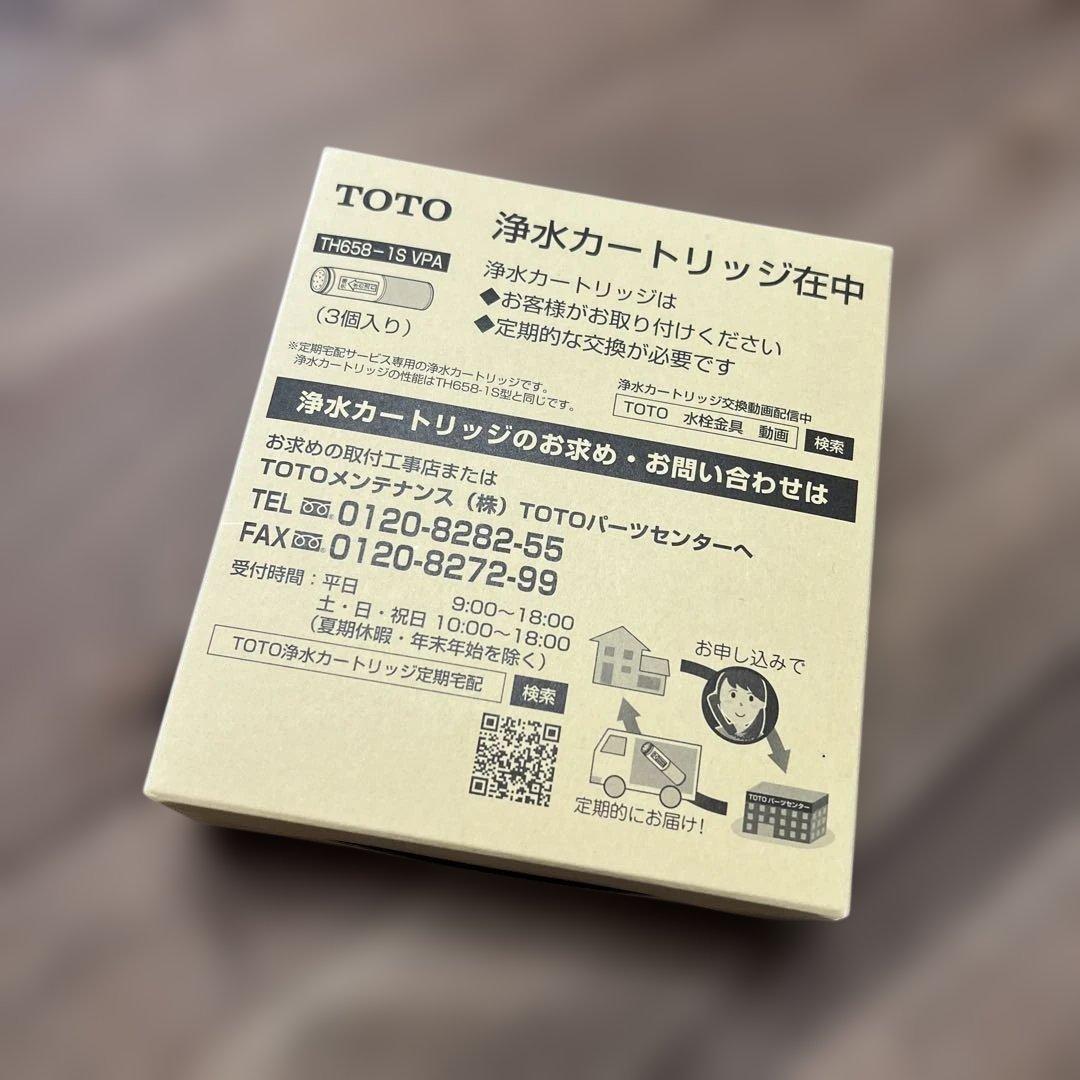 TOTO
浄水カートリッジ在中
TH658-1S VPA
(3個入り)
浄水カートリッジは
◆お客様がお取り付けください
◆定期的な交換が必要です
※定期宅配サービス専用の浄水カートリッジです。
浄水カートリッジの性能はTH658-1S型と同じです。
浄水カートリッジ交換動画配信中
TOTO 水栓金具 動画 検索
浄水カートリッジのお求め・お問い合わせは
お求めの取付工事店または
TOTOメンテナンス(株)TOTOパーツセンターへ
TEL 0120-8282-55
FAX 0120-8272-99
受付時間:平日 9:00〜18:00
土・日・祝日 10:00〜18:00
(夏期休暇・年末年始を除く)
TOTO浄水カートリッジ定期宅配 検索
お申し込みで
定期的にお届け!
TOTOパーツセンター